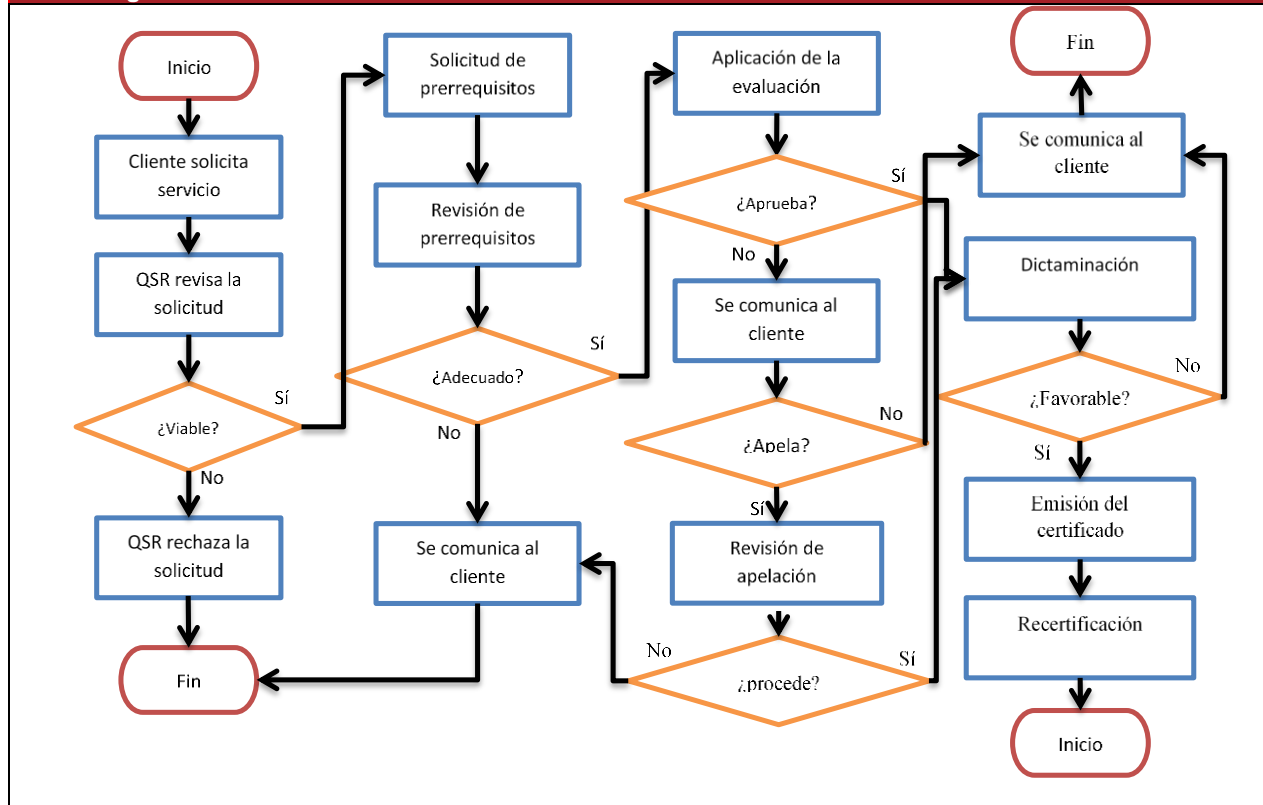 Inicio
Cliente solicita
servicio
QSR revisa la
solicitud
¿Viable?
Sí
No
QSR rechaza la
solicitud
Fin
Solicitud de
prerrequisitos
Revisión de
prerrequisitos
¿Adecuado?
Sí
No
Se comunica al
cliente
Aplicación de la
evaluación
¿Aprueba?
Sí
No
Se comunica al
cliente
¿Apela?
No
Sí
Revisión de
apelación
¿procede?
No
Sí
Fin
Se comunica al
cliente
Dictaminación
¿Favorable?
No
Sí
Emisión del
certificado
Recertificación
Inicio